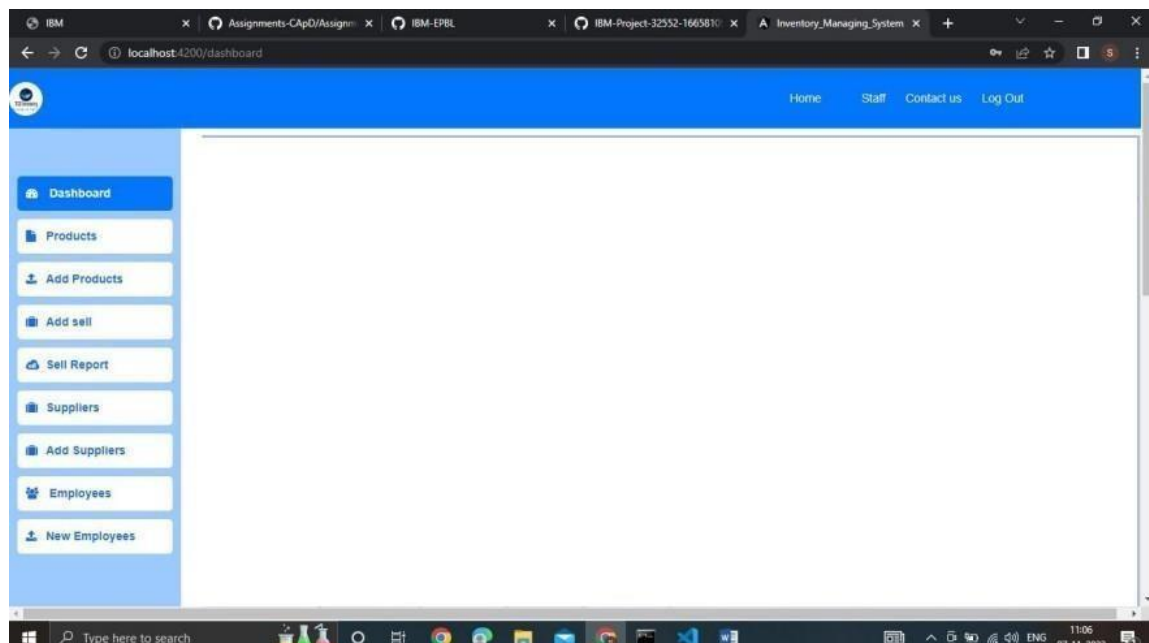 IBM
Assignments-CApD/Assignm
IBM-EPBL
IBM-Project-32552-1665810
Inventory_Managing_System
localhost:4200/dashboard
S
Home Staff Contact us Log Out
Dashboard
Products
Add Products
Add sell
Sell Report
Suppliers
Add Suppliers
Employees
New Employees
Type here to search
ENG
11:06